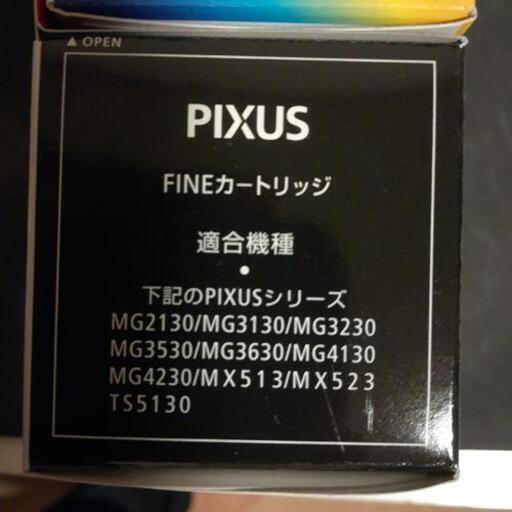 ▲ OPEN
PIXUS
FINEカートリッジ
適合機種
●
下記のPIXUSシリーズ
MG2130/MG3130/MG3230
MG3530/MG3630/MG4130
MG4230/MX513/MX523
TS5130